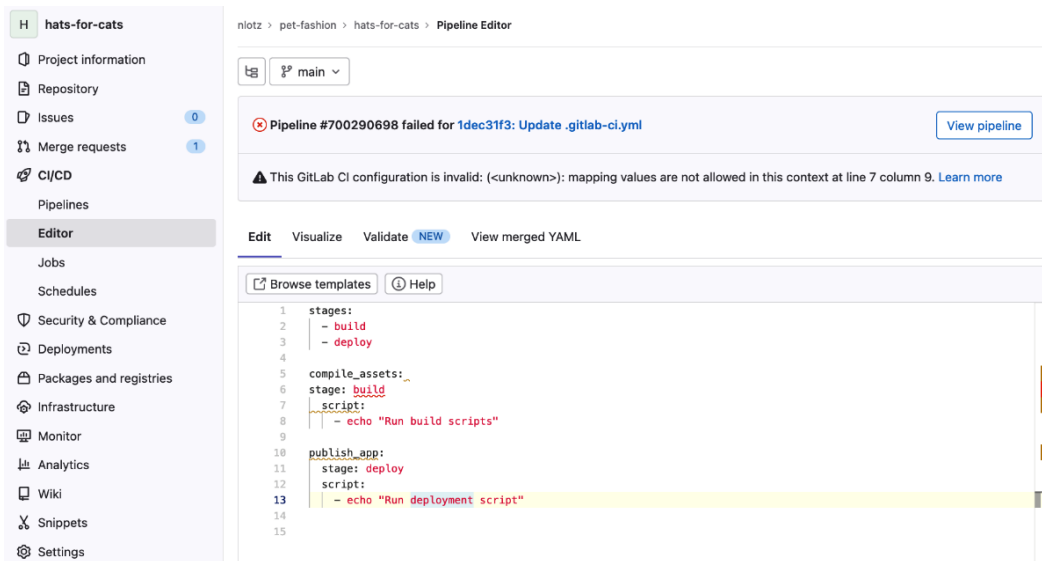 H hats-for-cats
Project information
Repository
Issues 0
Merge requests 1
CI/CD
Pipelines
Editor
Jobs
Schedules
Security & Compliance
Deployments
Packages and registries
Infrastructure
Monitor
Analytics
Wiki
Snippets
Settings
nlotz > pet-fashion > hats-for-cats > Pipeline Editor
main
Pipeline #700290698 failed for 1dec31f3: Update .gitlab-ci.yml
View pipeline
This GitLab CI configuration is invalid: (<unknown>): mapping values are not allowed in this context at line 7 column 9. Learn more
Edit Visualize Validate NEW View merged YAML
Browse templates Help
1 stages:
2   - build
3   - deploy
4
5 compile_assets:
6 stage: build
7   script:
8     - echo "Run build scripts"
9
10 publish_app:
11   stage: deploy
12   script:
13     - echo "Run deployment script"
14
15